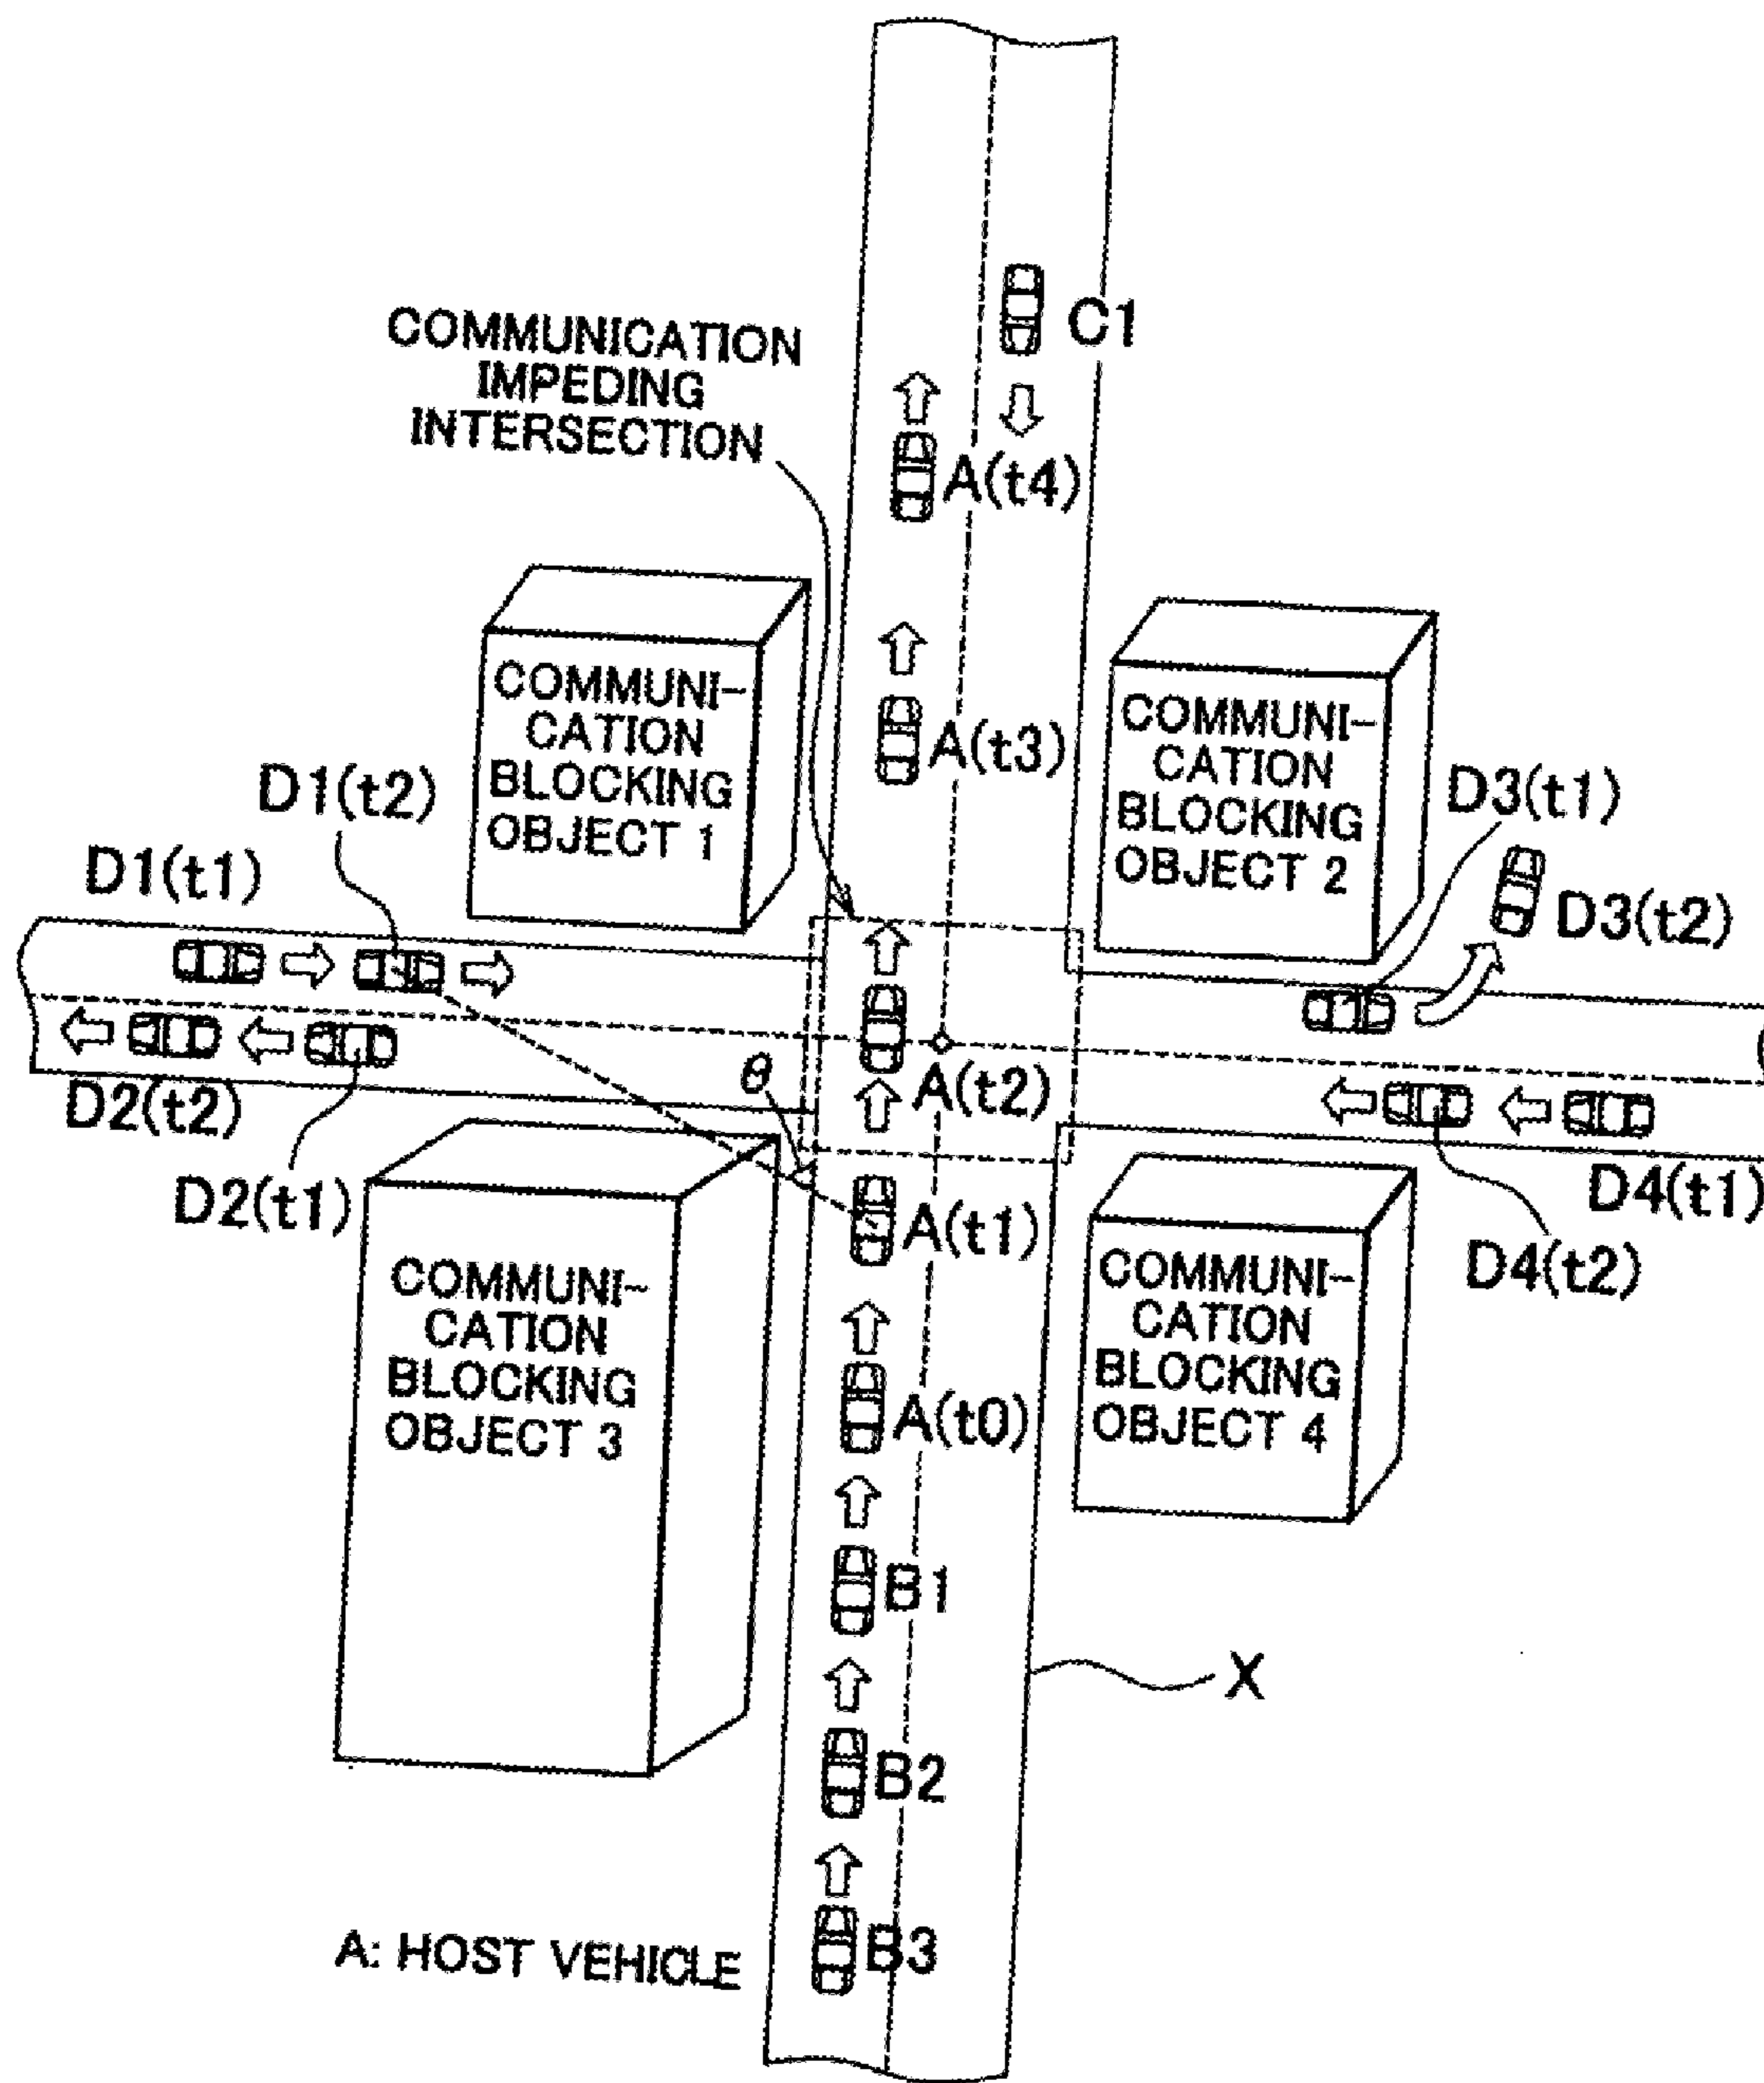 C1
COMMUNICATION
IMPEDING
INTERSECTION
A(t4)
COMMUNI-
CATION
BLOCKING
OBJECT 1
COMMUNI-
CATION
BLOCKING
OBJECT 2
A(t3)
D1(t2)
D3(t1)
D1(t1)
D3(t2)
θ
A(t2)
D2(t2)
D2(t1)
D4(t1)
D4(t2)
A(t1)
COMMUNI-
CATION
BLOCKING
OBJECT 3
COMMUNI-
CATION
BLOCKING
OBJECT 4
A(t0)
B1
X
B2
B3
A: HOST VEHICLE